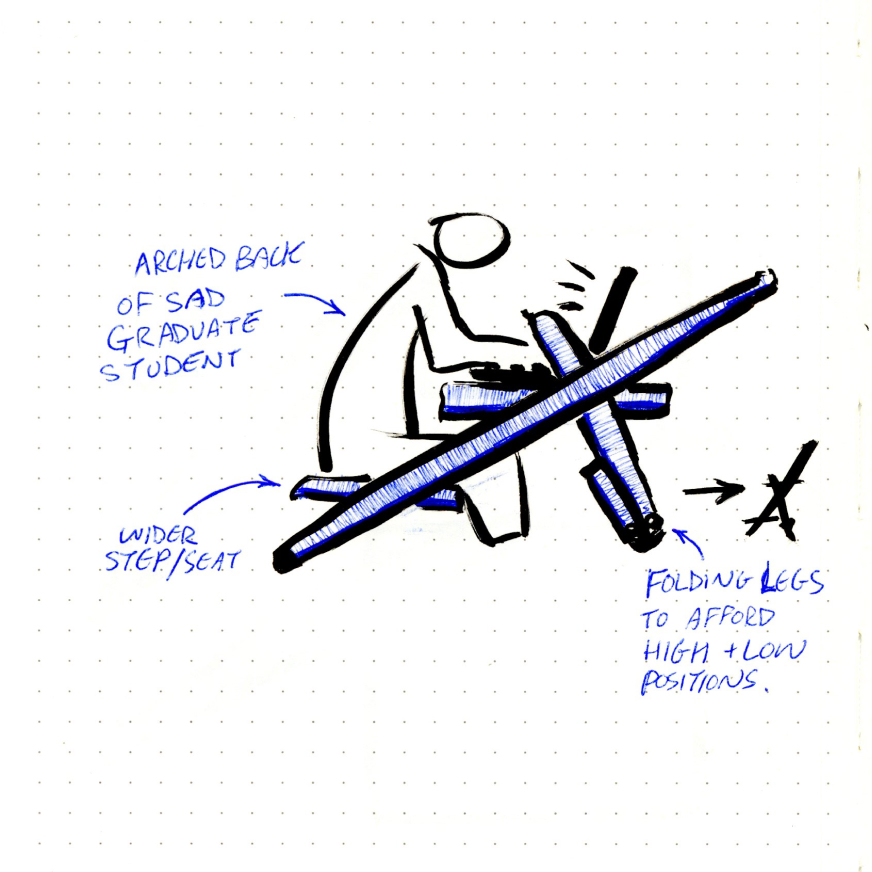 ARCHED BACK
OF SAD
GRADUATE
STUDENT
WIDER
STEP/SEAT
FOLDING LEGS
TO AFFORD
HIGH + LOW
POSITIONS.